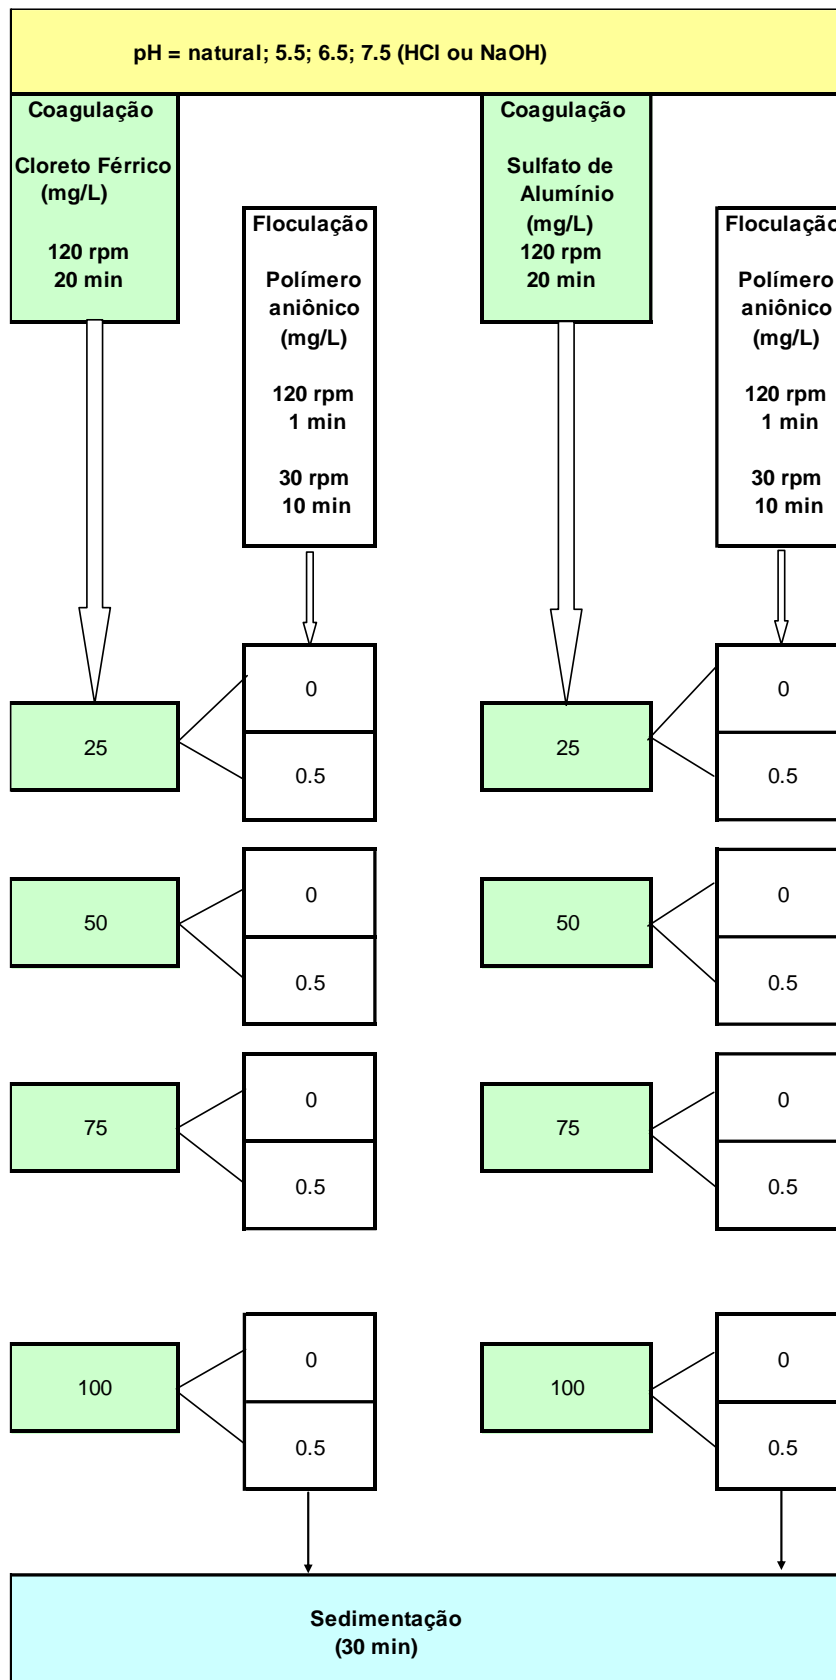 pH = natural; 5.5; 6.5; 7.5 (HCl ou NaOH)
Coagulação
Cloreto Férrico
(mg/L)
120 rpm
20 min
Floculação
Polímero
aniônico
(mg/L)
120 rpm
1 min
30 rpm
10 min
Coagulação
Sulfato de
Alumínio
(mg/L)
120 rpm
20 min
Floculação
Polímero
aniônico
(mg/L)
120 rpm
1 min
30 rpm
10 min
25
0
0.5
25
0
0.5
50
0
0.5
50
0
0.5
75
0
0.5
75
0
0.5
100
0
0.5
100
0
0.5
Sedimentação
(30 min)